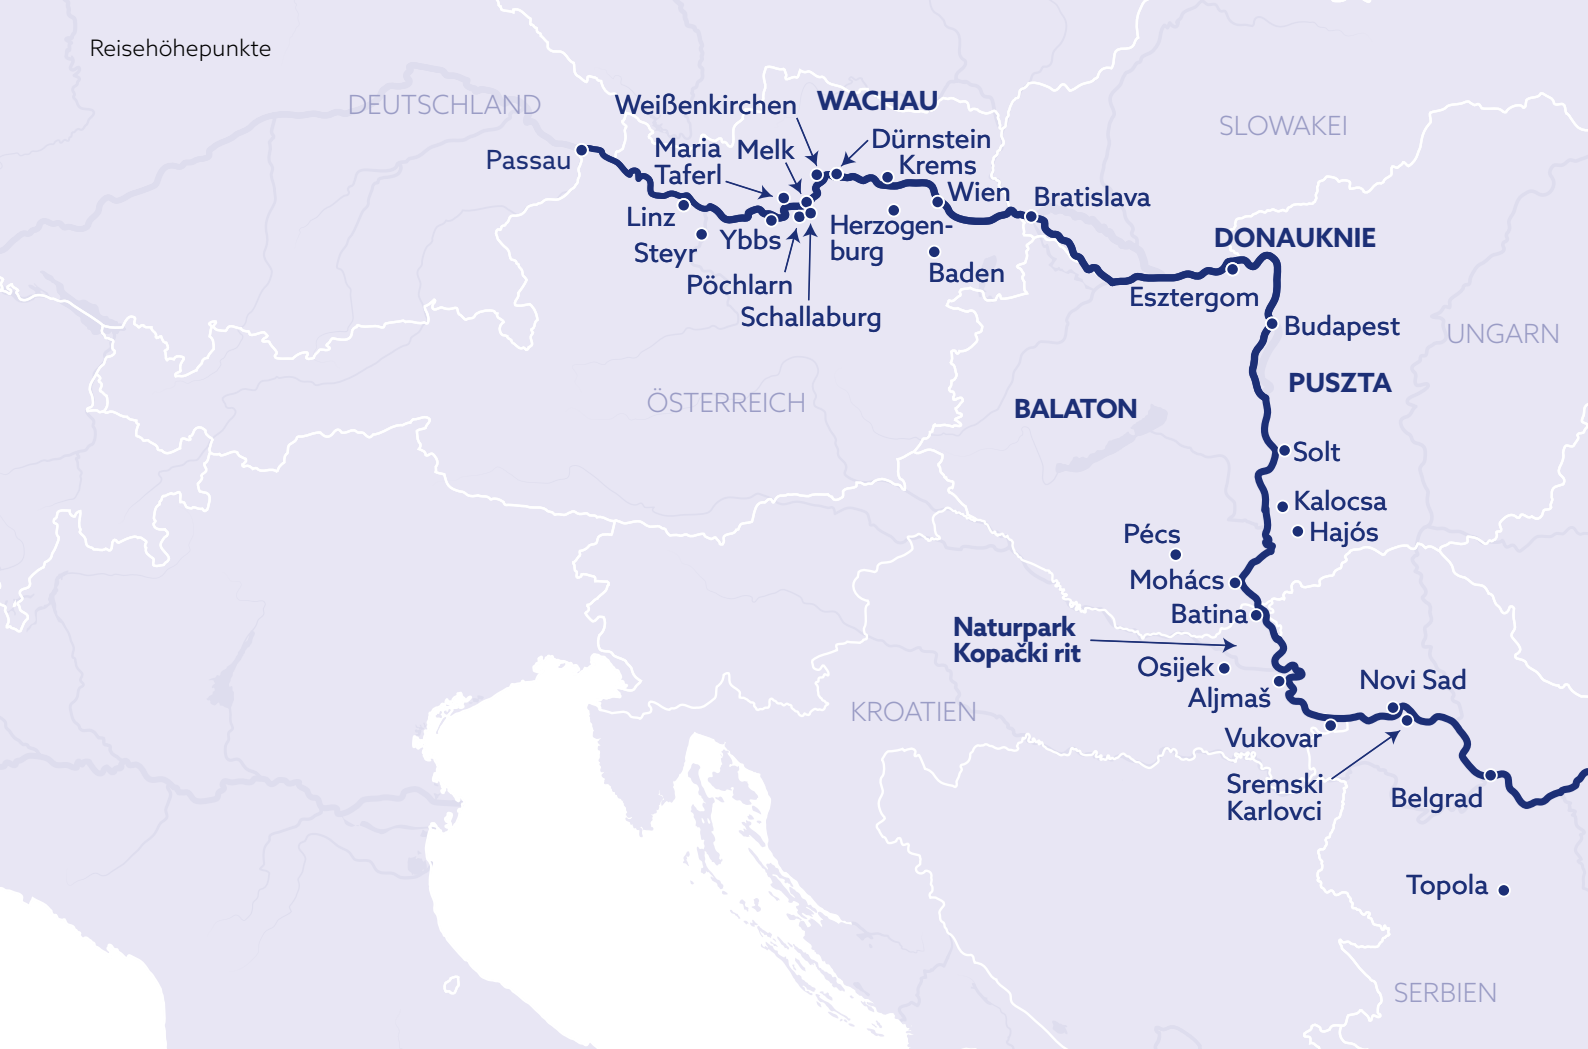 Reisehöhepunkte
DEUTSCHLAND
Weißenkirchen
WACHAU
SLOWAKEI
Passau
Maria
Taferl
Melk
Dürnstein
Krems
Wien
Bratislava
Linz
Steyr
Ybbs
Herzogen-
burg
Baden
Pöchlarn
Schallaburg
DONAUKNIE
Esztergom
Budapest
UNGARN
PUSZTA
ÖSTERREICH
BALATON
Solt
Kalocsa
Hajós
Pécs
Mohács
Batina
Naturpark
Kopački rit
Osijek
Aljmaš
Novi Sad
KROATIEN
Vukovar
Sremski
Karlovci
Belgrad
Topola
SERBIEN